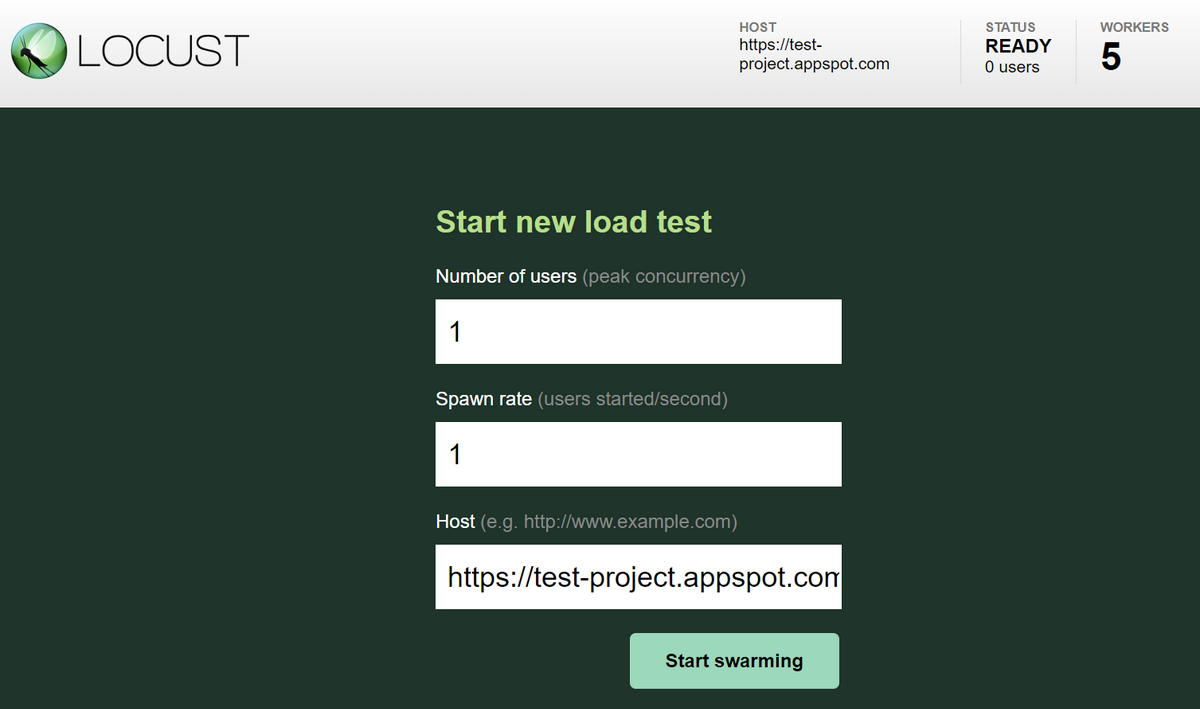 LOCUST
HOST
https://test-
project.appspot.com
STATUS
READY
0 users
WORKERS
5
Start new load test
Number of users (peak concurrency)
1
Spawn rate (users started/second)
1
Host (e.g. http://www.example.com)
https://test-project.appspot.com
Start swarming